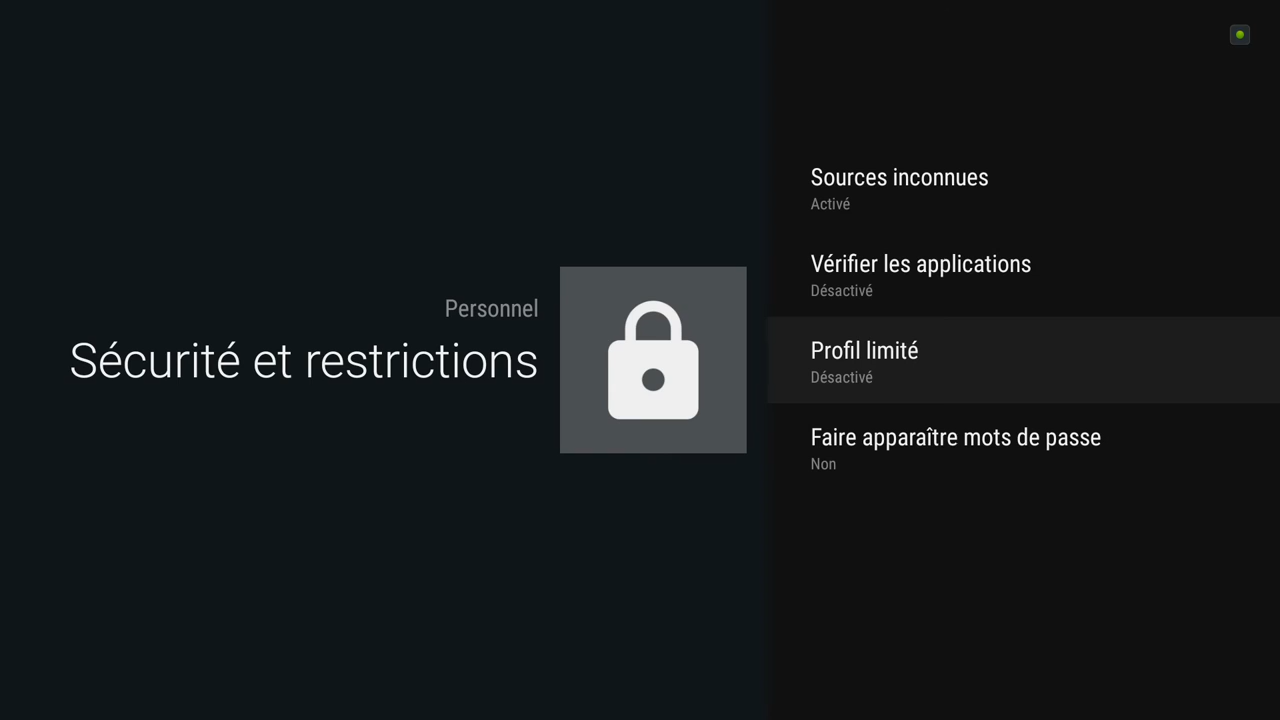 Personnel
Sécurité et restrictions
Sources inconnues
Activé
Vérifier les applications
Désactivé
Profil limité
Désactivé
Faire apparaître mots de passe
Non